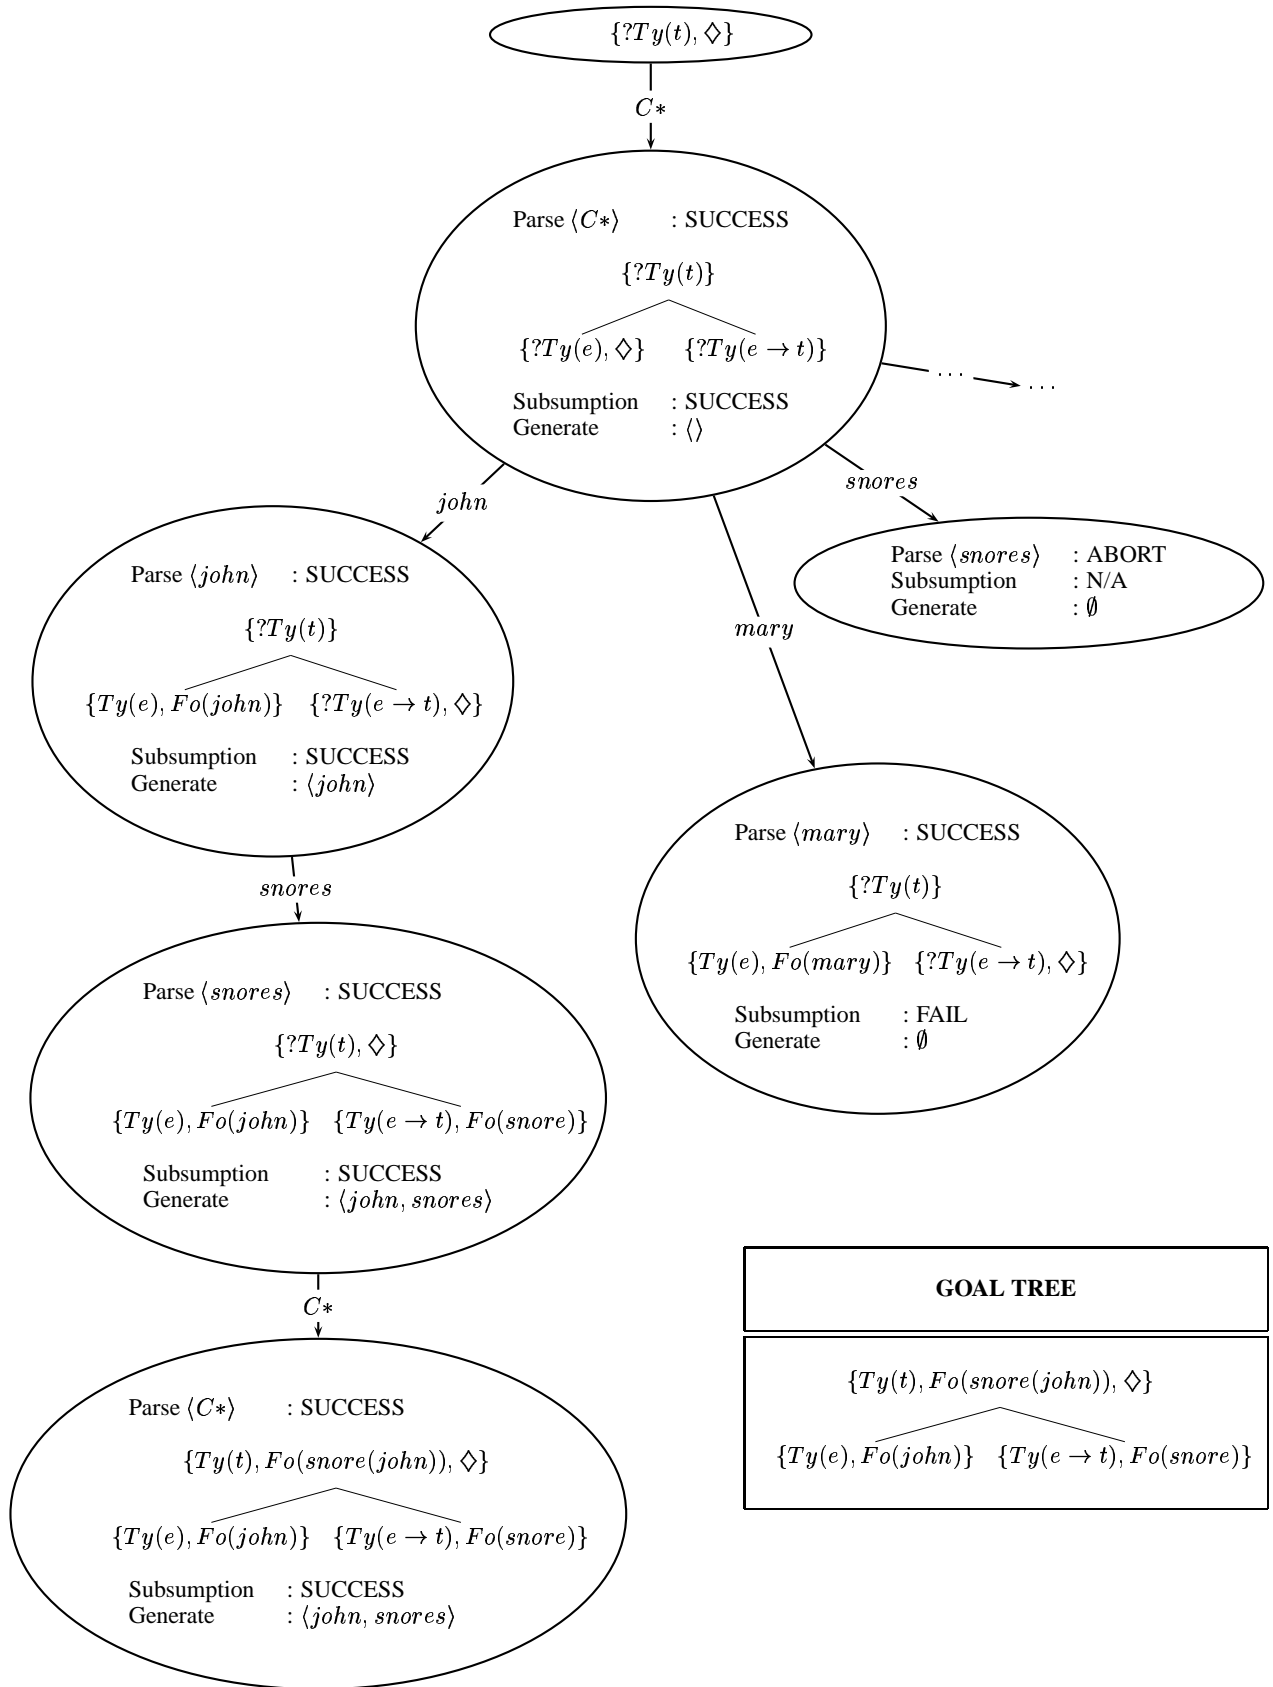 {?Ty(t), ◇}
C*
Parse ⟨C*⟩ : SUCCESS
{?Ty(t)}
{?Ty(e), ◇} {?Ty(e → t)}
Subsumption : SUCCESS
Generate : ⟨⟩
... ...
john
snores
mary
Parse ⟨snores⟩ : ABORT
Subsumption : N/A
Generate : ∅
Parse ⟨john⟩ : SUCCESS
{?Ty(t)}
{Ty(e), Fo(john)} {?Ty(e → t), ◇}
Subsumption : SUCCESS
Generate : ⟨john⟩
Parse ⟨mary⟩ : SUCCESS
{?Ty(t)}
{Ty(e), Fo(mary)} {?Ty(e → t), ◇}
Subsumption : FAIL
Generate : ∅
snores
Parse ⟨snores⟩ : SUCCESS
{?Ty(t), ◇}
{Ty(e), Fo(john)} {Ty(e → t), Fo(snore)}
Subsumption : SUCCESS
Generate : ⟨john, snores⟩
C*
Parse ⟨C*⟩ : SUCCESS
{Ty(t), Fo(snore(john)), ◇}
{Ty(e), Fo(john)} {Ty(e → t), Fo(snore)}
Subsumption : SUCCESS
Generate : ⟨john, snores⟩
GOAL TREE
{Ty(t), Fo(snore(john)), ◇}
{Ty(e), Fo(john)} {Ty(e → t), Fo(snore)}